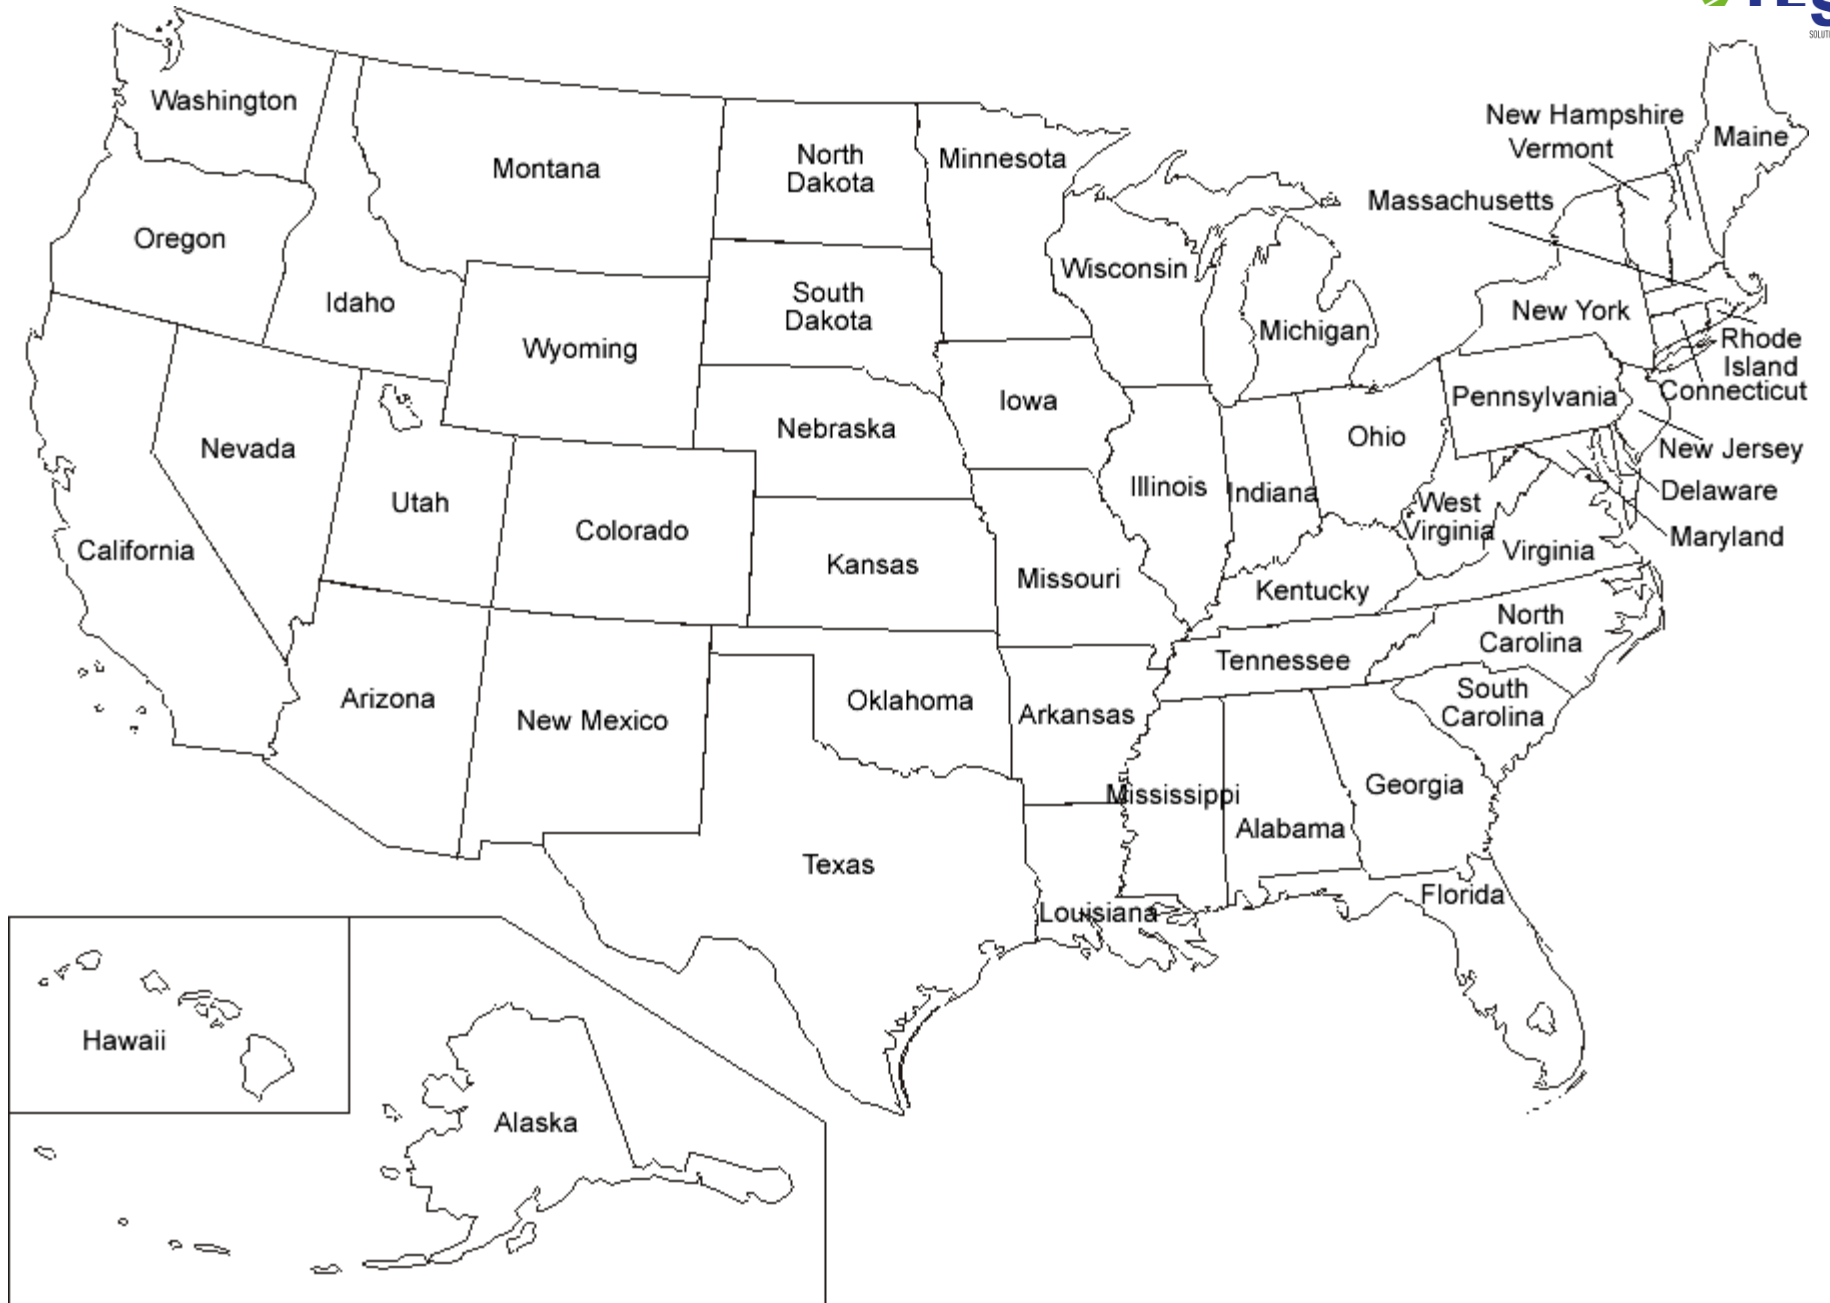 Washington
Montana
North
Dakota
Minnesota
New Hampshire
Vermont
Maine
Massachusetts
Oregon
Idaho
Wyoming
South
Dakota
Wisconsin
Michigan
New York
Rhode
Island
Connecticut
Pennsylvania
Iowa
Nebraska
Nevada
Utah
Colorado
Illinois
Indiana
Ohio
New Jersey
Delaware
West
Virginia
Maryland
Virginia
California
Kansas
Missouri
Kentucky
North
Carolina
Tennessee
Arizona
New Mexico
Oklahoma
Arkansas
South
Carolina
Mississippi
Alabama
Georgia
Texas
Louisiana
Florida
Hawaii
Alaska